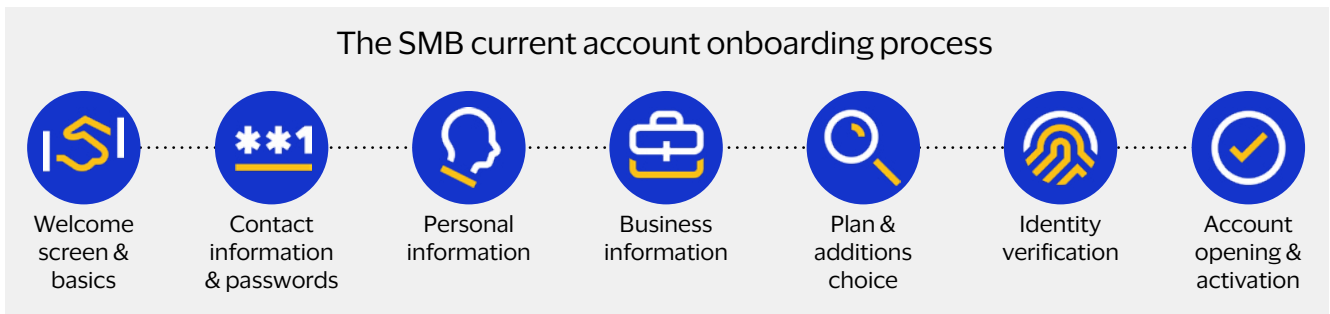 The SMB current account onboarding process
**1
Welcome
screen &
basics
Contact
information
& passwords
Personal
information
Business
information
Plan &
additions
choice
Identity
verification
Account
opening &
activation